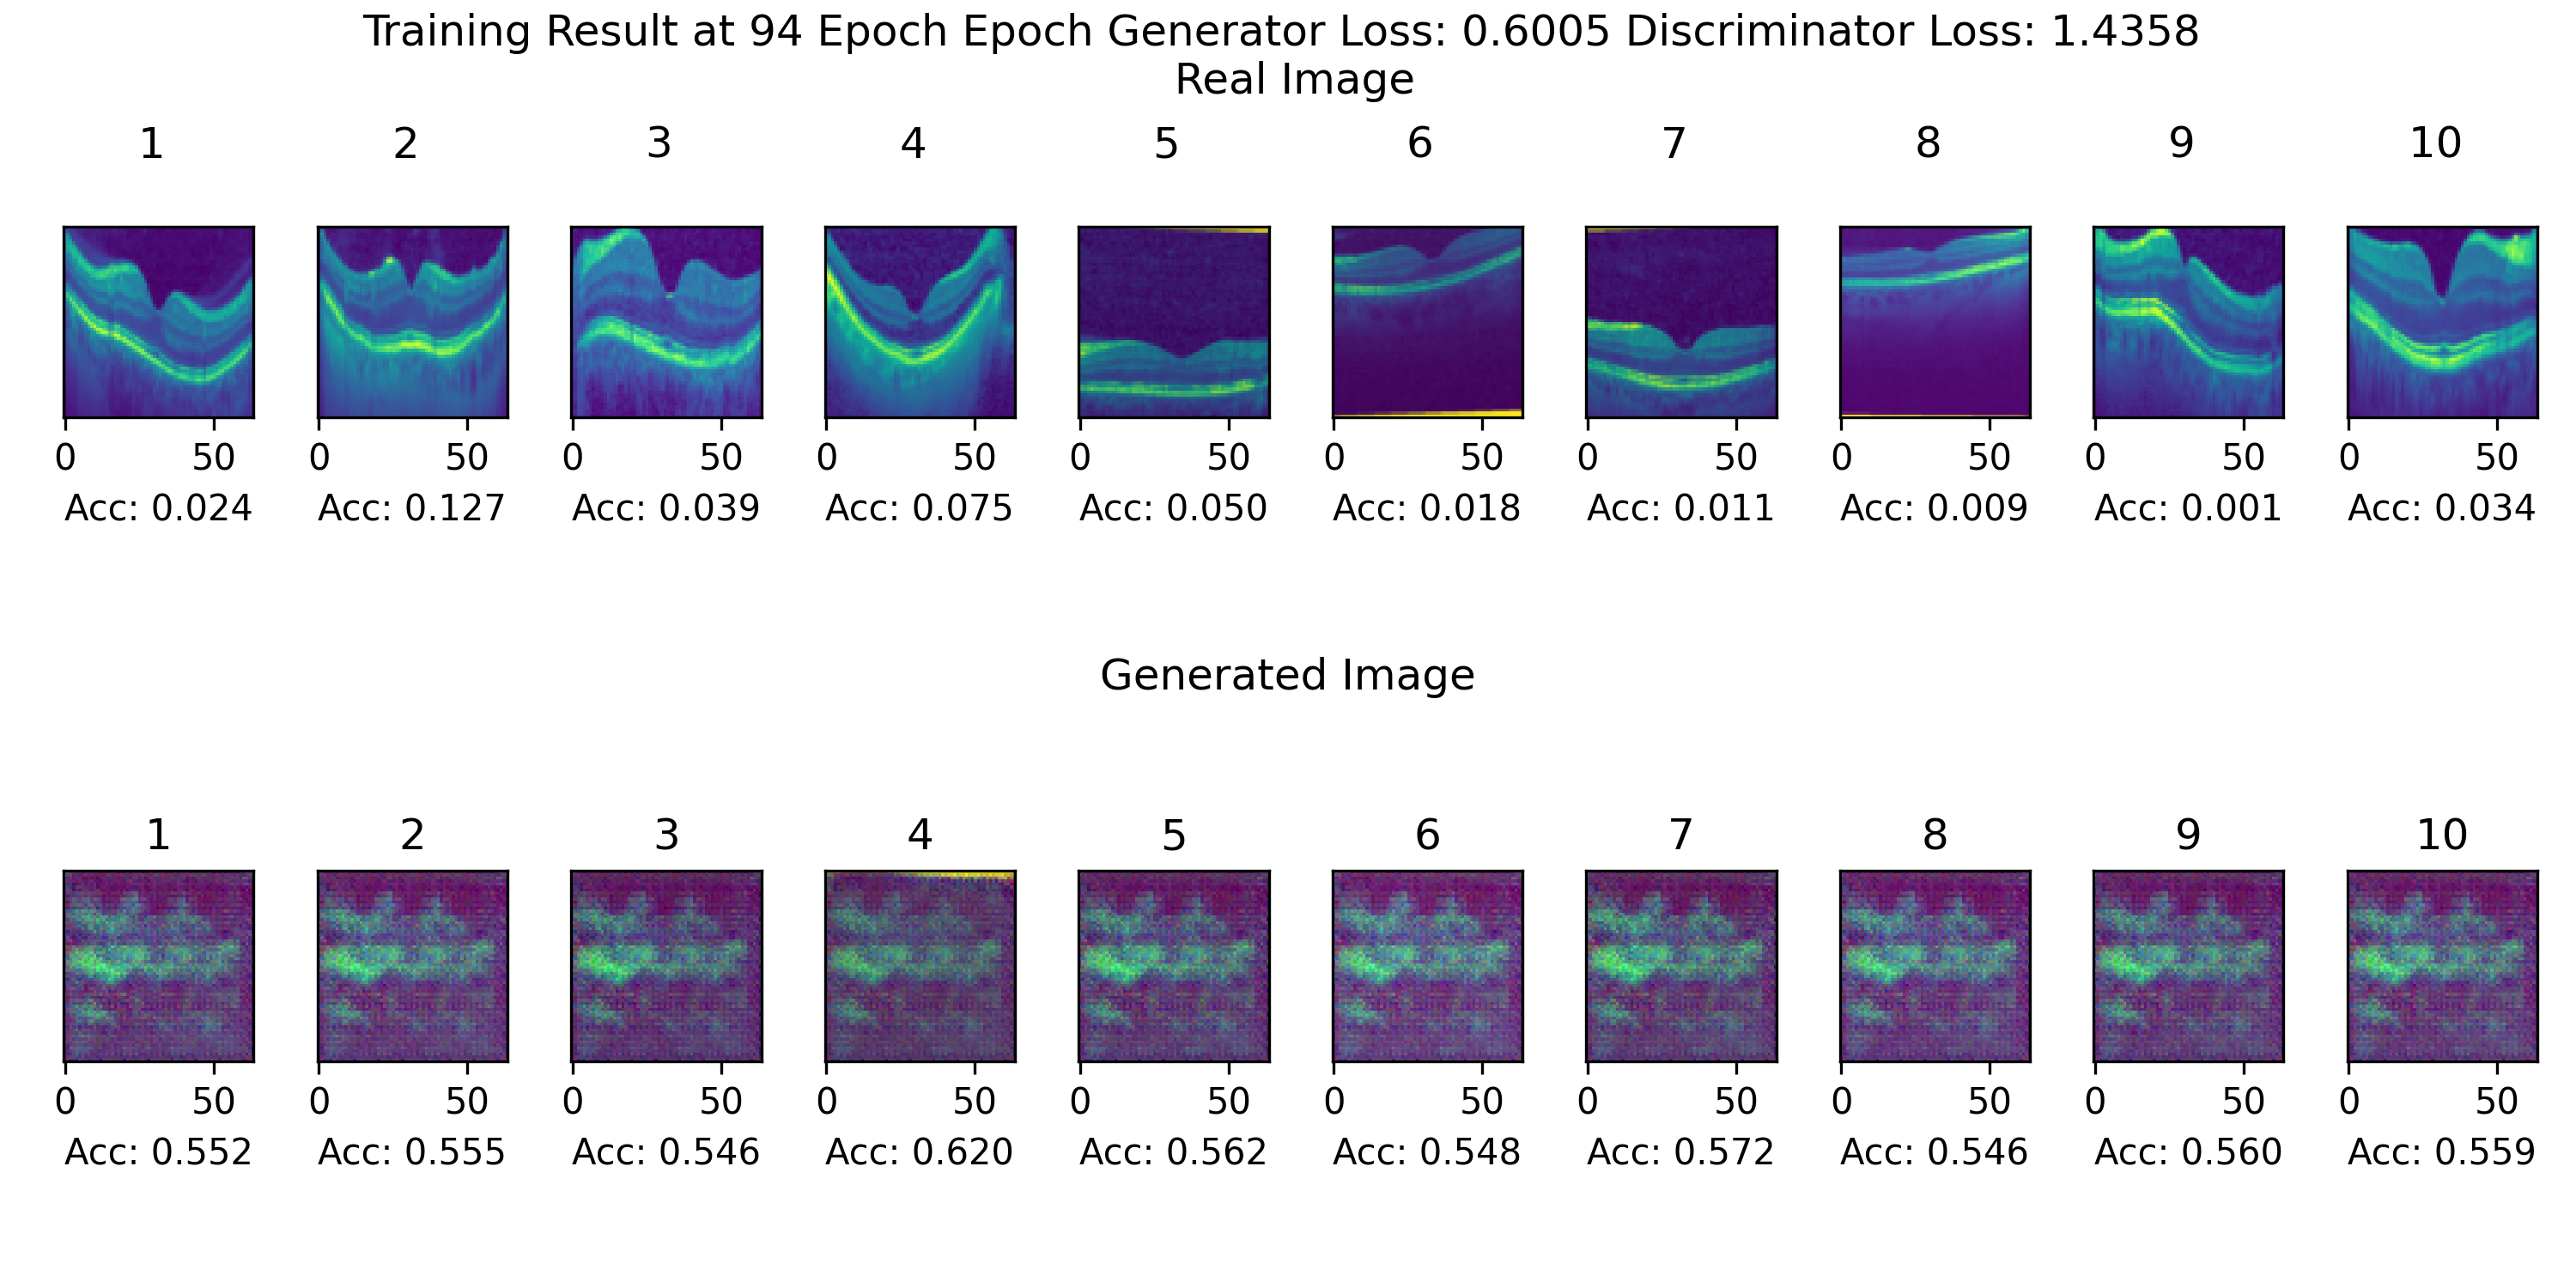 Training Result at 94 Epoch Epoch Generator Loss: 0.6005 Discriminator Loss: 1.4358
Real Image
1 2 3 4 5 6 7 8 9 10
0 50 0 50 0 50 0 50 0 50 0 50 0 50 0 50 0 50 0 50
Acc: 0.024 Acc: 0.127 Acc: 0.039 Acc: 0.075 Acc: 0.050 Acc: 0.018 Acc: 0.011 Acc: 0.009 Acc: 0.001 Acc: 0.034
Generated Image
1 2 3 4 5 6 7 8 9 10
0 50 0 50 0 50 0 50 0 50 0 50 0 50 0 50 0 50 0 50
Acc: 0.552 Acc: 0.555 Acc: 0.546 Acc: 0.620 Acc: 0.562 Acc: 0.548 Acc: 0.572 Acc: 0.546 Acc: 0.560 Acc: 0.559